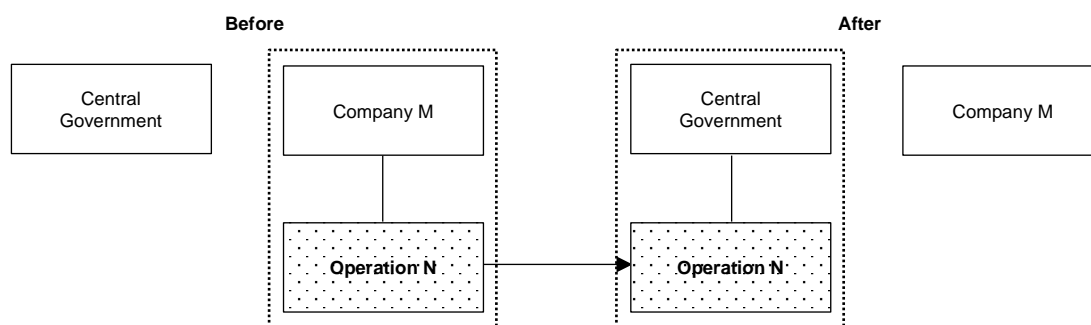 Before
After
Central
Government
Company M
Central
Government
Company M
Operation N
Operation N